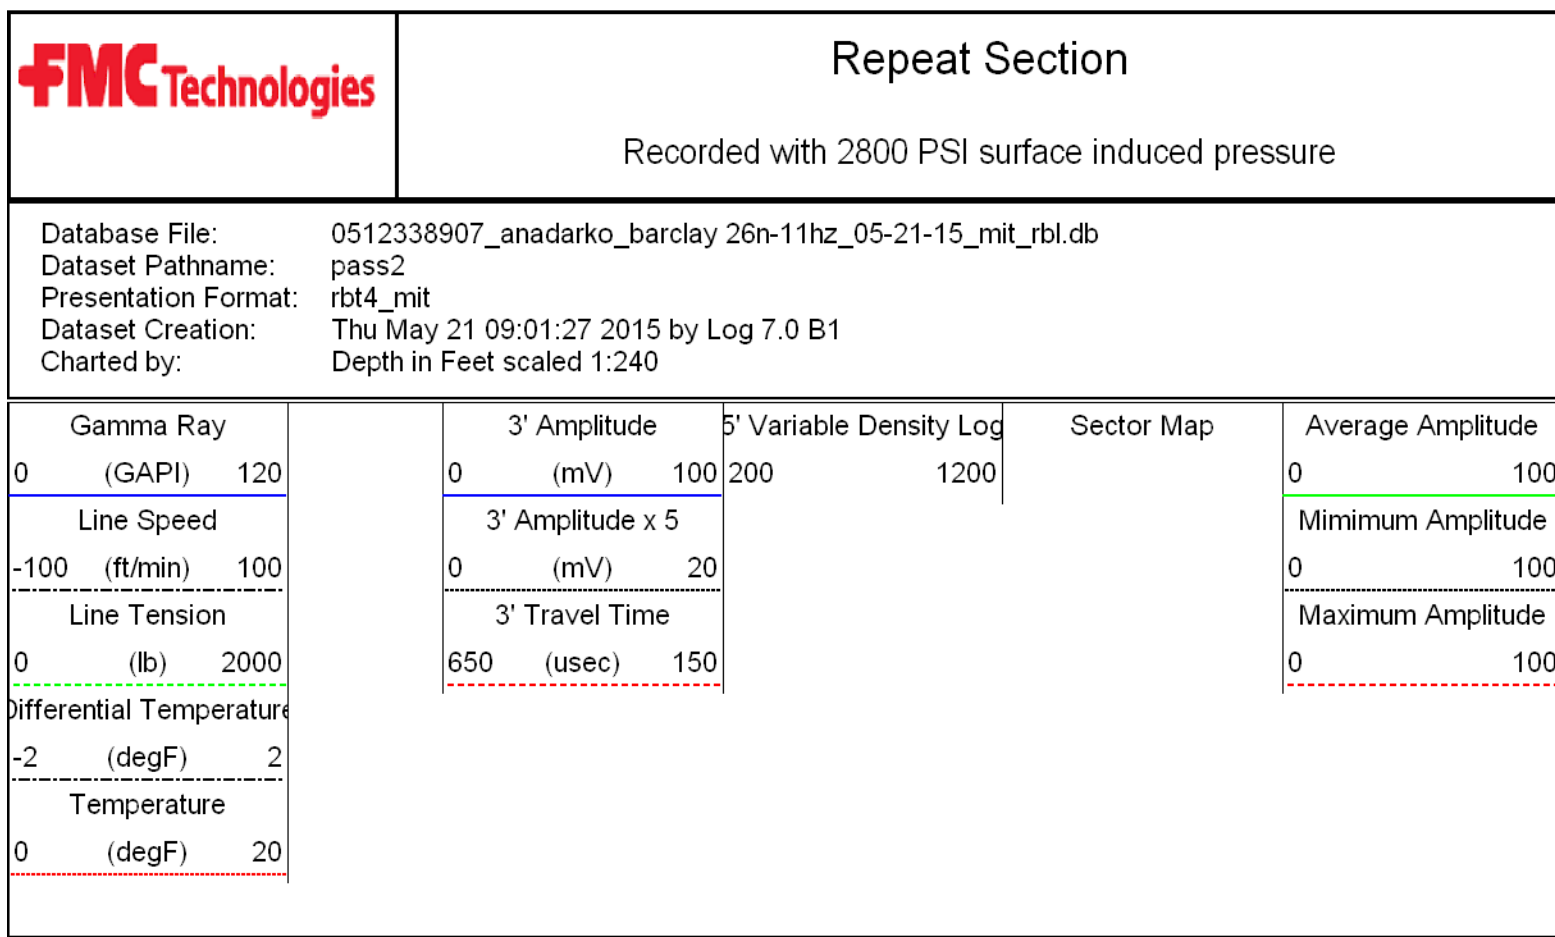 FMC Technologies
Repeat Section
Recorded with 2800 PSI surface induced pressure
Database File: 0512338907_anadarko_barclay 26n-11hz_05-21-15_mit_rbl.db
Dataset Pathname: pass2
Presentation Format: rbt4_mit
Dataset Creation: Thu May 21 09:01:27 2015 by Log 7.0 B1
Charted by: Depth in Feet scaled 1:240
Gamma Ray 3' Amplitude 5' Variable Density Log Sector Map Average Amplitude
0 (GAPI) 120 0 (mV) 100 200 1200 0 100
Line Speed 3' Amplitude x 5 Mimimum Amplitude
-100 (ft/min) 100 0 (mV) 20 0 100
Line Tension 3' Travel Time Maximum Amplitude
0 (lb) 2000 650 (usec) 150 0 100
Differential Temperature
-2 (degF) 2
Temperature
0 (degF) 20